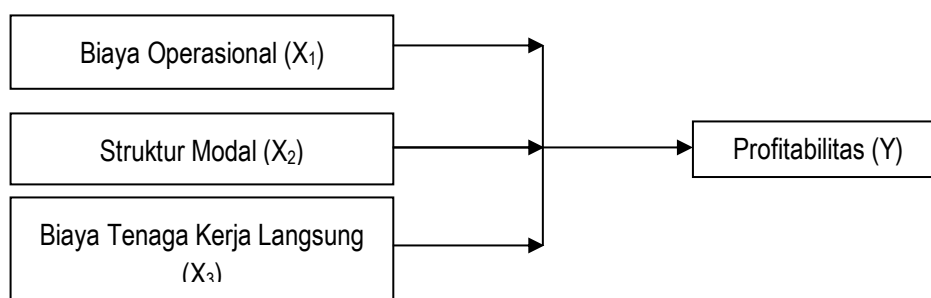 Biaya Operasional (X₁)
Struktur Modal (X₂)
Profitabilitas (Y)
Biaya Tenaga Kerja Langsung
(X₃)